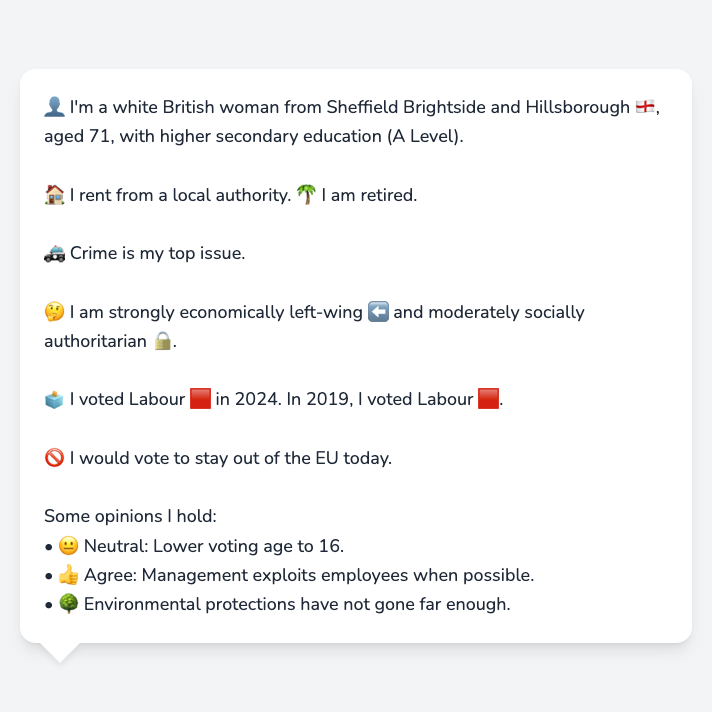 👤 I'm a white British woman from Sheffield Brightside and Hillsborough 🏴󠁧󠁢󠁥󠁮󠁧󠁿,
aged 71, with higher secondary education (A Level).
🏠 I rent from a local authority. 🌴 I am retired.
🚓 Crime is my top issue.
🤔 I am strongly economically left-wing ⬅️ and moderately socially
authoritarian 🔒.
🗳️ I voted Labour 🟥 in 2024. In 2019, I voted Labour 🟥.
🚫 I would vote to stay out of the EU today.
Some opinions I hold:
• 😐 Neutral: Lower voting age to 16.
• 👍 Agree: Management exploits employees when possible.
• 🌳 Environmental protections have not gone far enough.